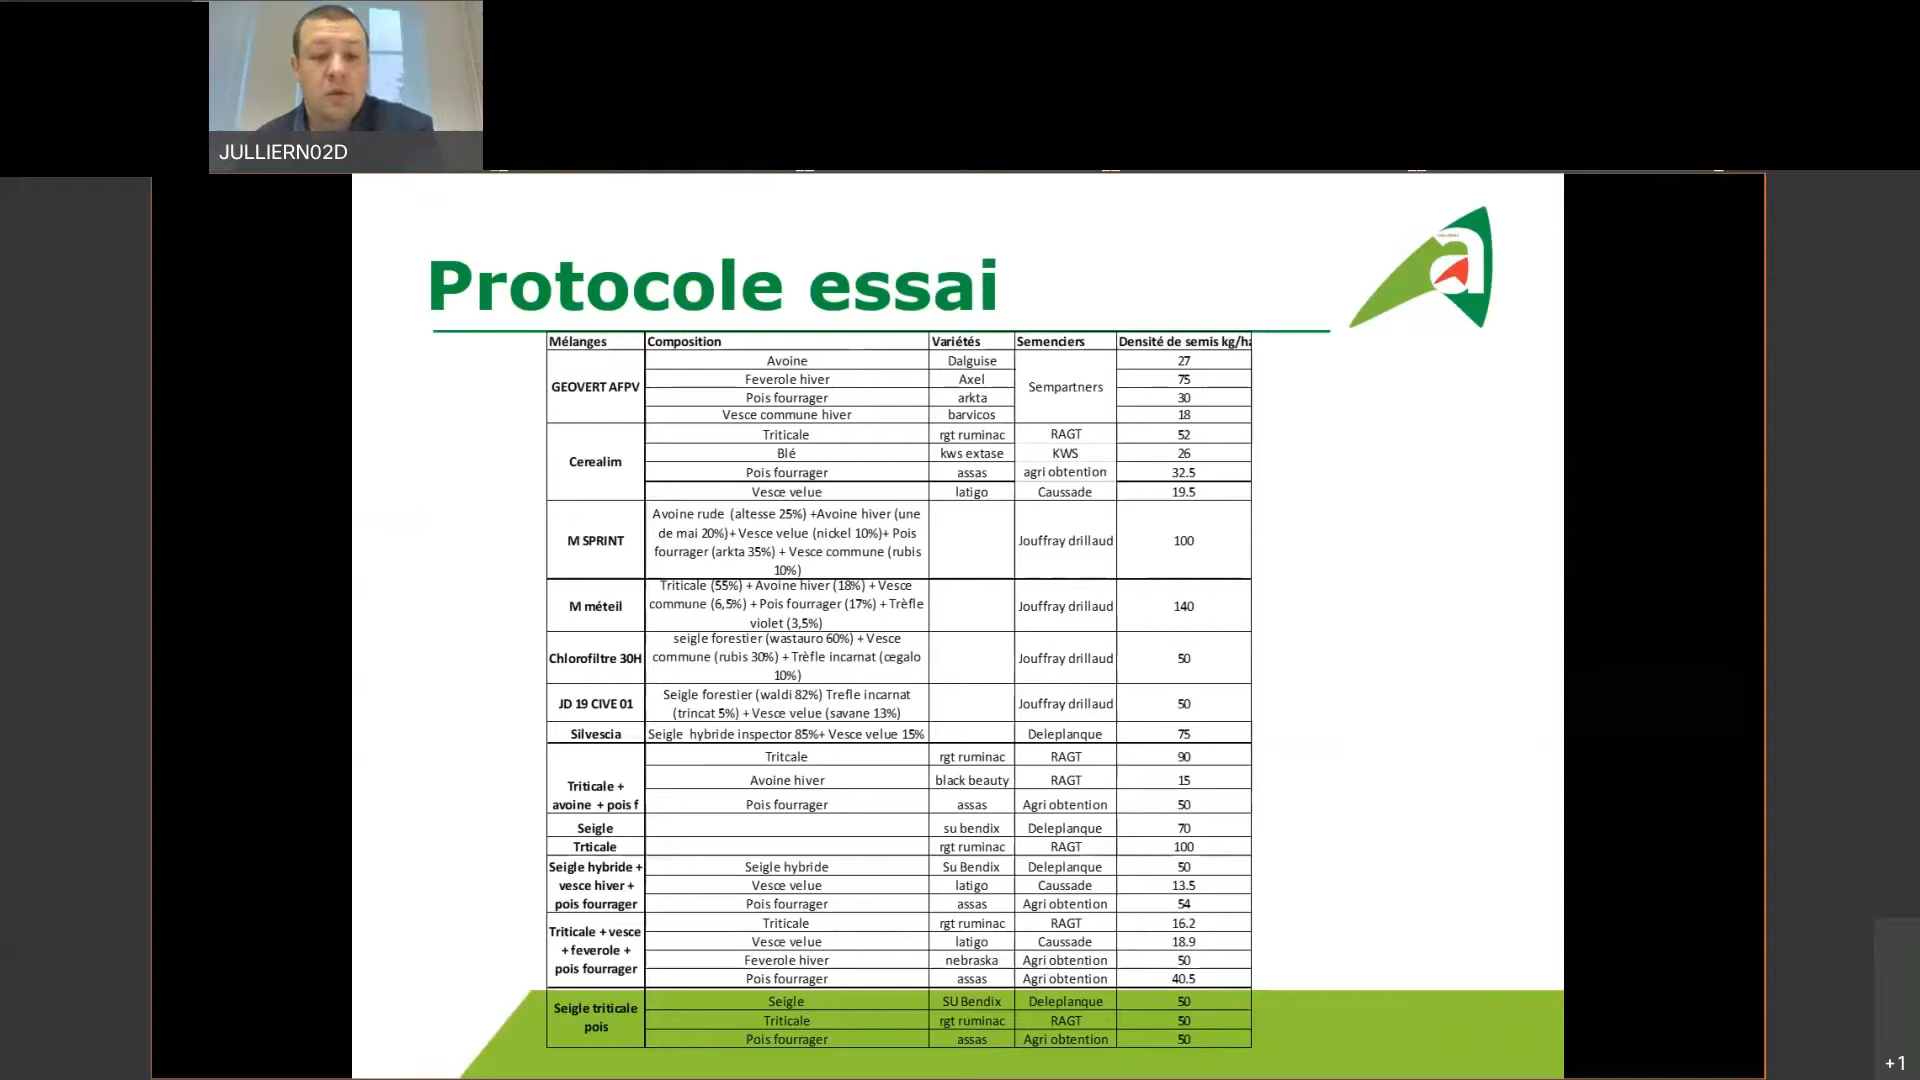 JULLIERN02D
Protocole essai
Mélanges Composition Variétés Semenciers Densité de semis kg/ha
GEOVERT AFPV Avoine Dalguise Sempartners 27
Feverole hiver Axel 75
Pois fourrager arkta 30
Vesce commune hiver barvicos 18
Cerealim Triticale rgt ruminac RAGT 52
Blé kws extase KWS 26
Pois fourrager assas agri obtention 32.5
Vesce velue latigo Caussade 19.5
M SPRINT
Avoine rude (altesse 25%) +Avoine hiver (une
de mai 20%)+ Vesce velue (nickel 10%)+ Pois
fourrager (arkta 35%) + Vesce commune (rubis
10%)
Jouffray drillaud 100
M méteil
Triticale (55%) + Avoine hiver (18%) + Vesce
commune (6,5%) + Pois fourrager (17%) + Trèfle
violet (3,5%)
Jouffray drillaud 140
Chlorofiltre 30H
seigle forestier (wastauro 60%) + Vesce
commune (rubis 30%) + Trèfle incarnat (cegalo
10%)
Jouffray drillaud 50
JD 19 CIVE 01
Seigle forestier (waldi 82%) Trefle incarnat
(trincat 5%) + Vesce velue (savane 13%)
Jouffray drillaud 50
Silvescia Seigle hybride inspector 85%+ Vesce velue 15% Deleplanque 75
Triticale +
avoine + pois f
Tritcale rgt ruminac RAGT 90
Avoine hiver black beauty RAGT 15
Pois fourrager assas Agri obtention 50
Seigle su bendix Deleplanque 70
Trticale rgt ruminac RAGT 100
Seigle hybride +
vesce hiver +
pois fourrager
Seigle hybride Su Bendix Deleplanque 50
Vesce velue latigo Caussade 13.5
Pois fourrager assas Agri obtention 54
Triticale + vesce
+ feverole +
pois fourrager
Triticale rgt ruminac RAGT 16.2
Vesce velue latigo Caussade 18.9
Feverole hiver nebraska Agri obtention 50
Pois fourrager assas Agri obtention 40.5
Seigle triticale
pois
Seigle SU Bendix Deleplanque 50
Triticale rgt ruminac RAGT 50
Pois fourrager assas Agri obtention 50
+1